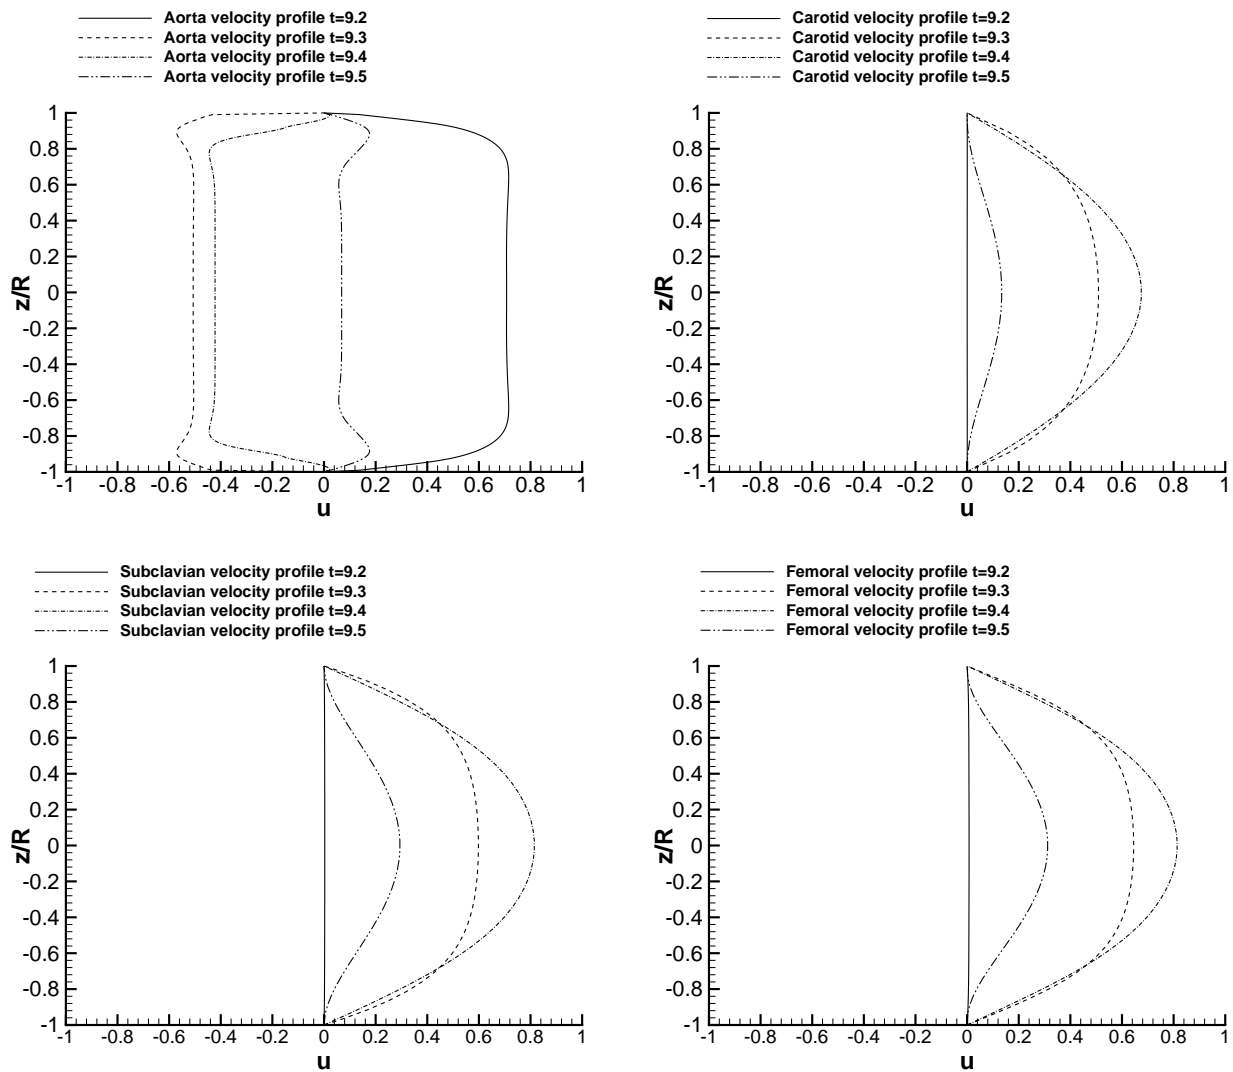 Aorta velocity profile t=9.2
Aorta velocity profile t=9.3
Aorta velocity profile t=9.4
Aorta velocity profile t=9.5
1
0.8
0.6
0.4
0.2
0
-0.2
-0.4
-0.6
-0.8
-1
z/R
-1 -0.8 -0.6 -0.4 -0.2 0 0.2 0.4 0.6 0.8 1
u
Carotid velocity profile t=9.2
Carotid velocity profile t=9.3
Carotid velocity profile t=9.4
Carotid velocity profile t=9.5
1
0.8
0.6
0.4
0.2
0
-0.2
-0.4
-0.6
-0.8
-1
z/R
-1 -0.8 -0.6 -0.4 -0.2 0 0.2 0.4 0.6 0.8 1
u
Subclavian velocity profile t=9.2
Subclavian velocity profile t=9.3
Subclavian velocity profile t=9.4
Subclavian velocity profile t=9.5
1
0.8
0.6
0.4
0.2
0
-0.2
-0.4
-0.6
-0.8
-1
z/R
-1 -0.8 -0.6 -0.4 -0.2 0 0.2 0.4 0.6 0.8 1
u
Femoral velocity profile t=9.2
Femoral velocity profile t=9.3
Femoral velocity profile t=9.4
Femoral velocity profile t=9.5
1
0.8
0.6
0.4
0.2
0
-0.2
-0.4
-0.6
-0.8
-1
z/R
-1 -0.8 -0.6 -0.4 -0.2 0 0.2 0.4 0.6 0.8 1
u